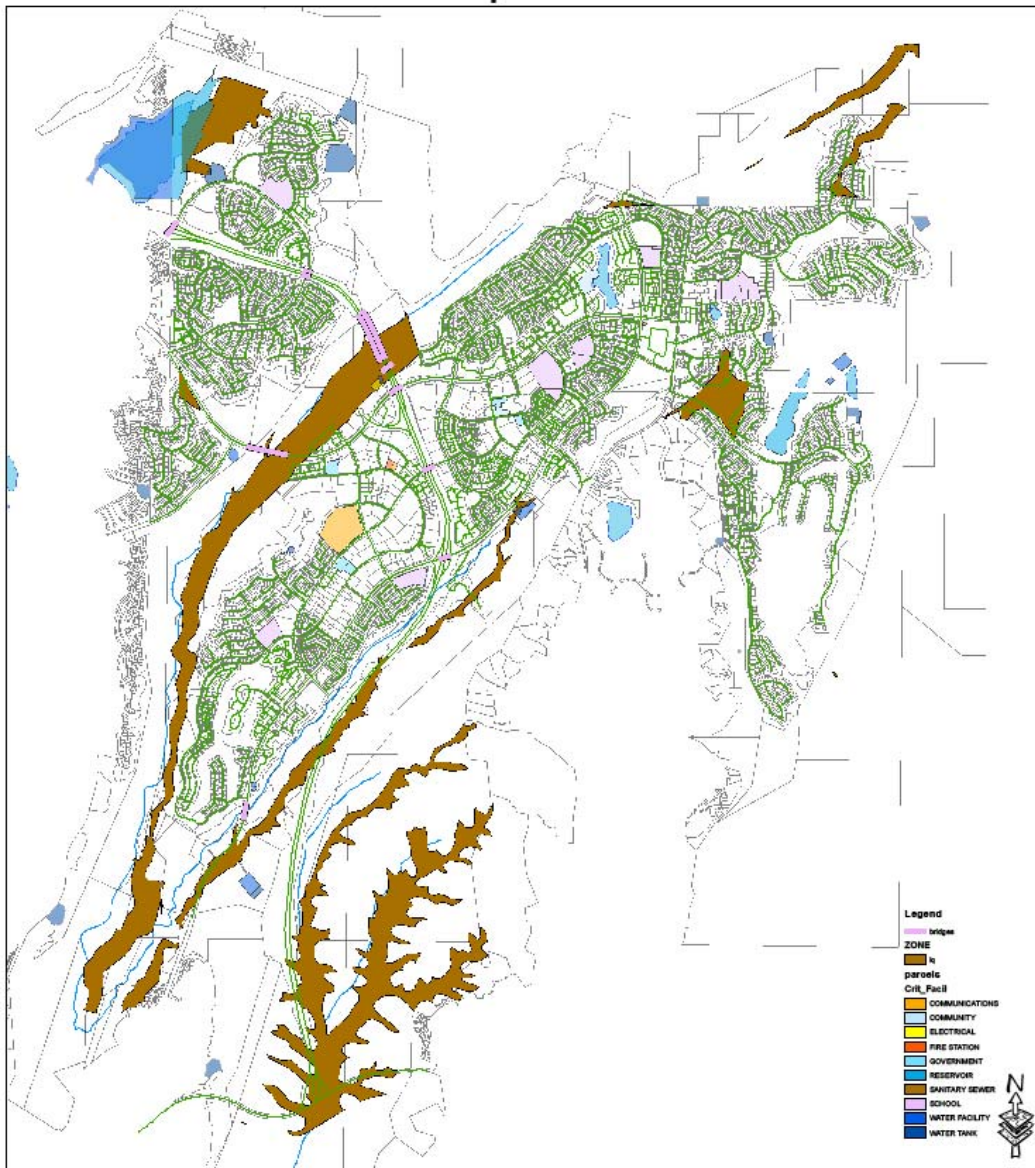 Legend
bridges
ZONE
lq
parcels
Crit_Facil
COMMUNICATIONS
COMMUNITY
ELECTRICAL
FIRE STATION
GOVERNMENT
RESERVOIR
SANITARY SEWER
SCHOOL
WATER FACILITY
WATER TANK
N